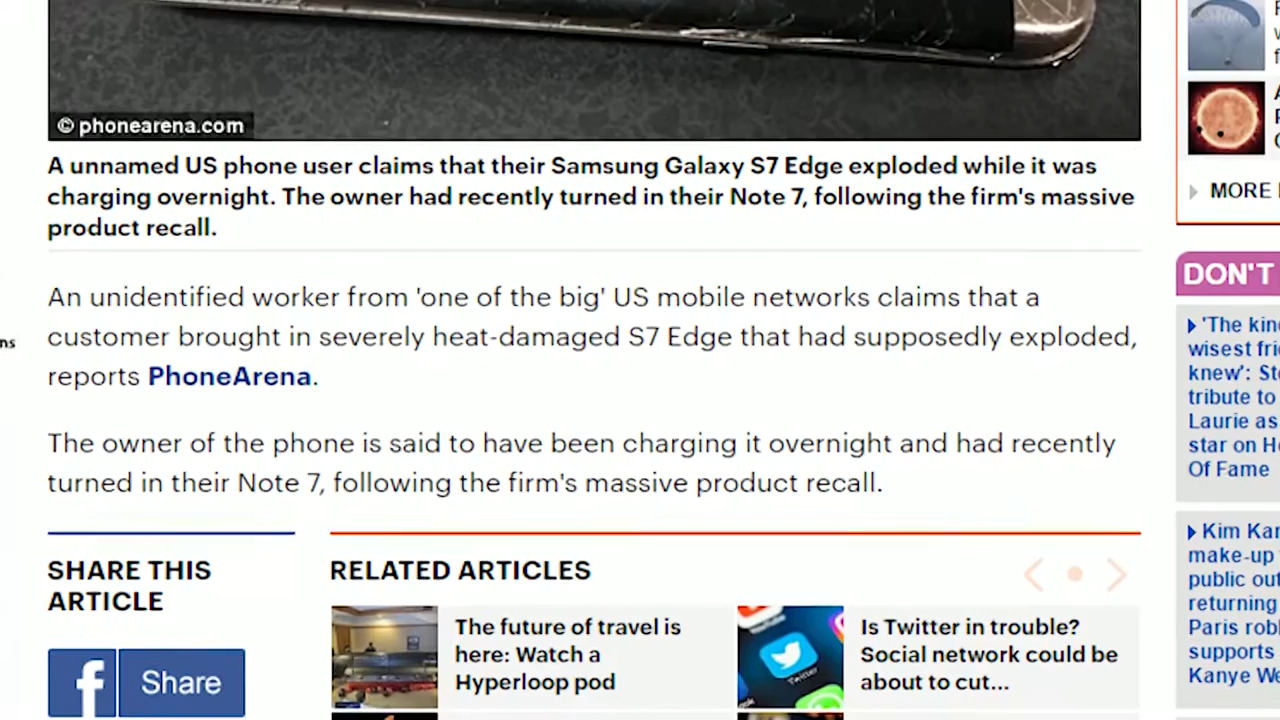 © phonearena.com
A unnamed US phone user claims that their Samsung Galaxy S7 Edge exploded while it was
charging overnight. The owner had recently turned in their Note 7, following the firm's massive
product recall.
An unidentified worker from 'one of the big' US mobile networks claims that a
customer brought in severely heat-damaged S7 Edge that had supposedly exploded,
reports PhoneArena.
The owner of the phone is said to have been charging it overnight and had recently
turned in their Note 7, following the firm's massive product recall.
SHARE THIS
ARTICLE
f Share
RELATED ARTICLES
The future of travel is
here: Watch a
Hyperloop pod
Is Twitter in trouble?
Social network could be
about to cut...
MORE
DON'T
'The kin
wisest frie
knew': Ste
tribute to
Laurie as
star on Ho
Of Fame
Kim Kar
make-up
public out
returning
Paris robb
supports
Kanye We